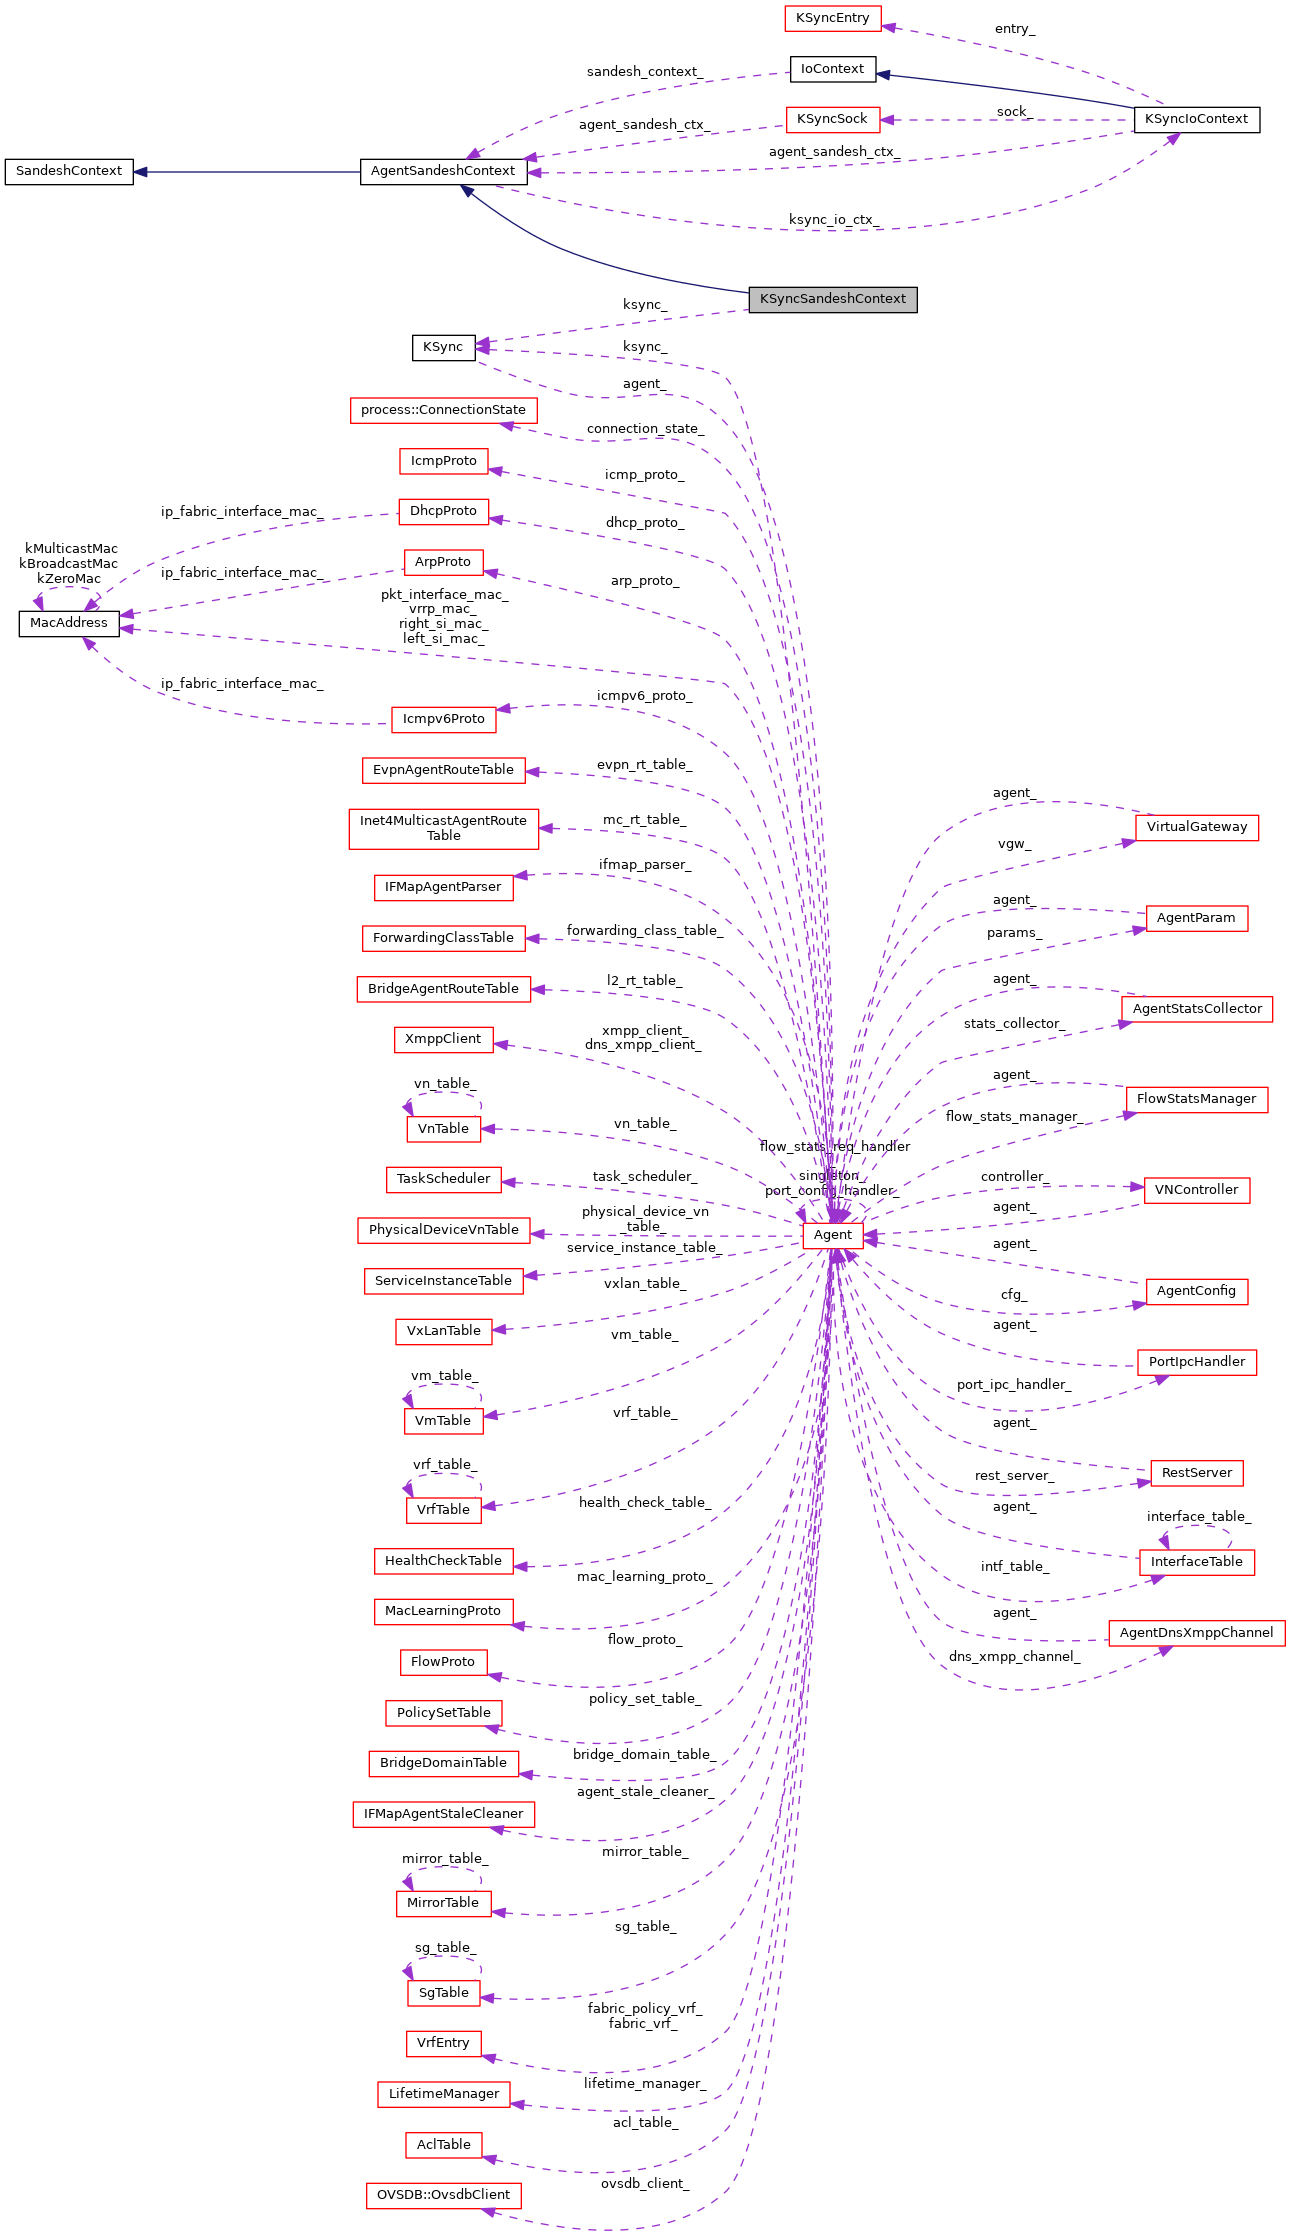 KSyncEntry
entry_
IoContext
sandesh_context_
KSyncSock
sock_
KSyncIoContext
agent_sandesh_ctx_
agent_sandesh_ctx_
SandeshContext
AgentSandeshContext
ksync_io_ctx_
KSyncSandeshContext
ksync_
KSync
ksync_
agent_
process::ConnectionState
connection_state_
IcmpProto
icmp_proto_
DhcpProto
ip_fabric_interface_mac_
dhcp_proto_
kMulticastMac
kBroadcastMac
kZeroMac
ArpProto
ip_fabric_interface_mac_
arp_proto_
pkt_interface_mac_
vrrp_mac_
right_si_mac_
left_si_mac_
MacAddress
ip_fabric_interface_mac_
icmpv6_proto_
Icmpv6Proto
evpn_rt_table_
EvpnAgentRouteTable
mc_rt_table_
Inet4MulticastAgentRoute
Table
ifmap_parser_
IFMapAgentParser
forwarding_class_table_
ForwardingClassTable
l2_rt_table_
BridgeAgentRouteTable
xmpp_client_
dns_xmpp_client_
XmppClient
vn_table_
VnTable
vn_table_
TaskScheduler
task_scheduler_
physical_device_vn
_table_
PhysicalDeviceVnTable
service_instance_table_
ServiceInstanceTable
vxlan_table_
VxLanTable
vm_table_
vm_table_
VmTable
vrf_table_
vrf_table_
VrfTable
health_check_table_
HealthCheckTable
mac_learning_proto_
MacLearningProto
flow_proto_
FlowProto
policy_set_table_
PolicySetTable
bridge_domain_table_
BridgeDomainTable
agent_stale_cleaner_
IFMapAgentStaleCleaner
mirror_table_
mirror_table_
MirrorTable
sg_table_
sg_table_
SgTable
fabric_policy_vrf_
fabric_vrf_
VrfEntry
lifetime_manager_
LifetimeManager
acl_table_
AclTable
ovsdb_client_
OVSDB::OvsdbClient
flow_stats_req_handler
_
singleton_
port_config_handler_
Agent
agent_
VirtualGateway
vgw_
agent_
AgentParam
params_
agent_
AgentStatsCollector
stats_collector_
agent_
FlowStatsManager
flow_stats_manager_
controller_
VNController
agent_
agent_
AgentConfig
cfg_
agent_
PortIpcHandler
port_ipc_handler_
agent_
RestServer
rest_server_
agent_
interface_table_
InterfaceTable
intf_table_
agent_
AgentDnsXmppChannel
dns_xmpp_channel_